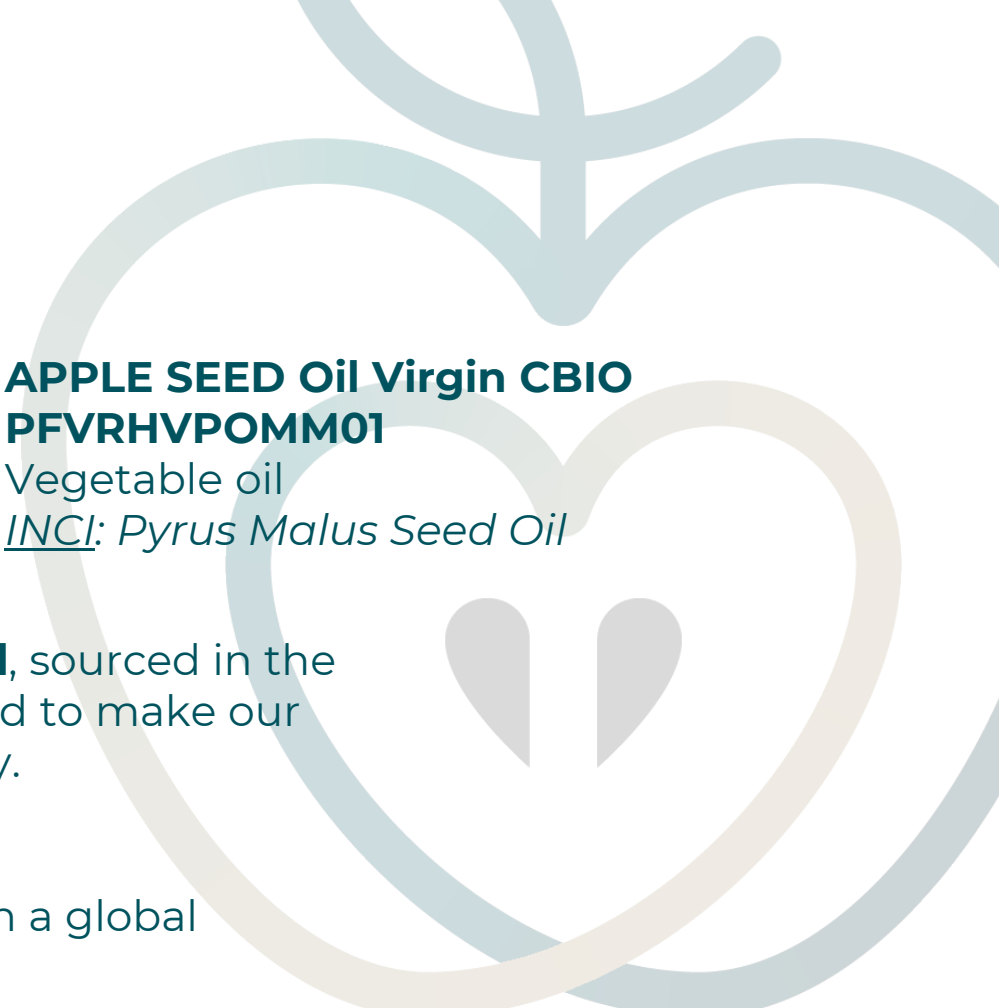 APPLE SEED Oil Virgin CBIO
PFVRHVPOMM01
Vegetable oil
INCI: Pyrus Malus Seed Oil
, sourced in the
d to make our
y.
n a global